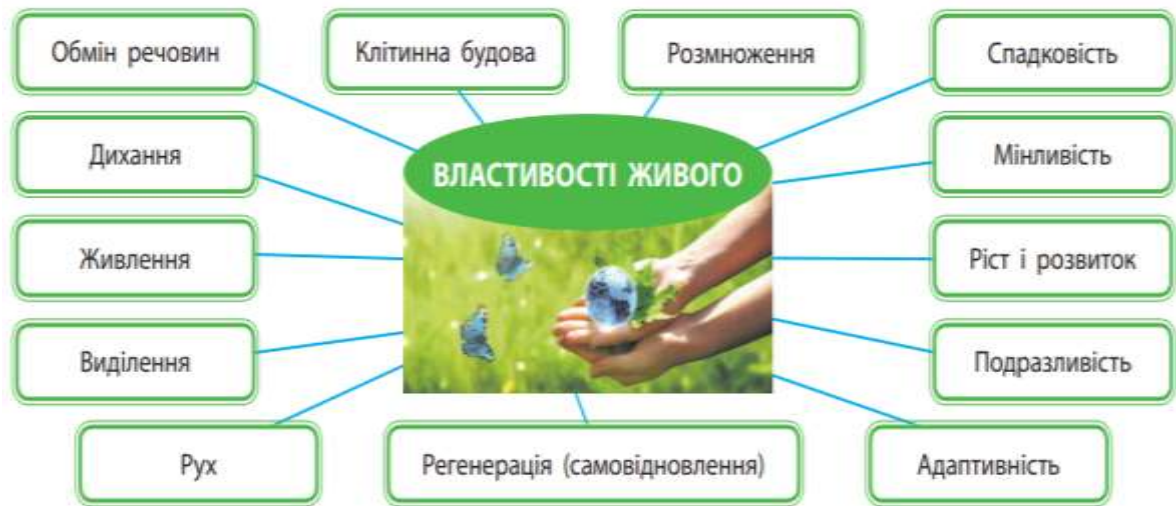 Обмін речовин
Клітинна будова
Розмноження
Спадковість
Дихання
ВЛАСТИВОСТІ ЖИВОГО
Мінливість
Живлення
Ріст і розвиток
Виділення
Подразливість
Рух
Регенерація (самовідновлення)
Адаптивність